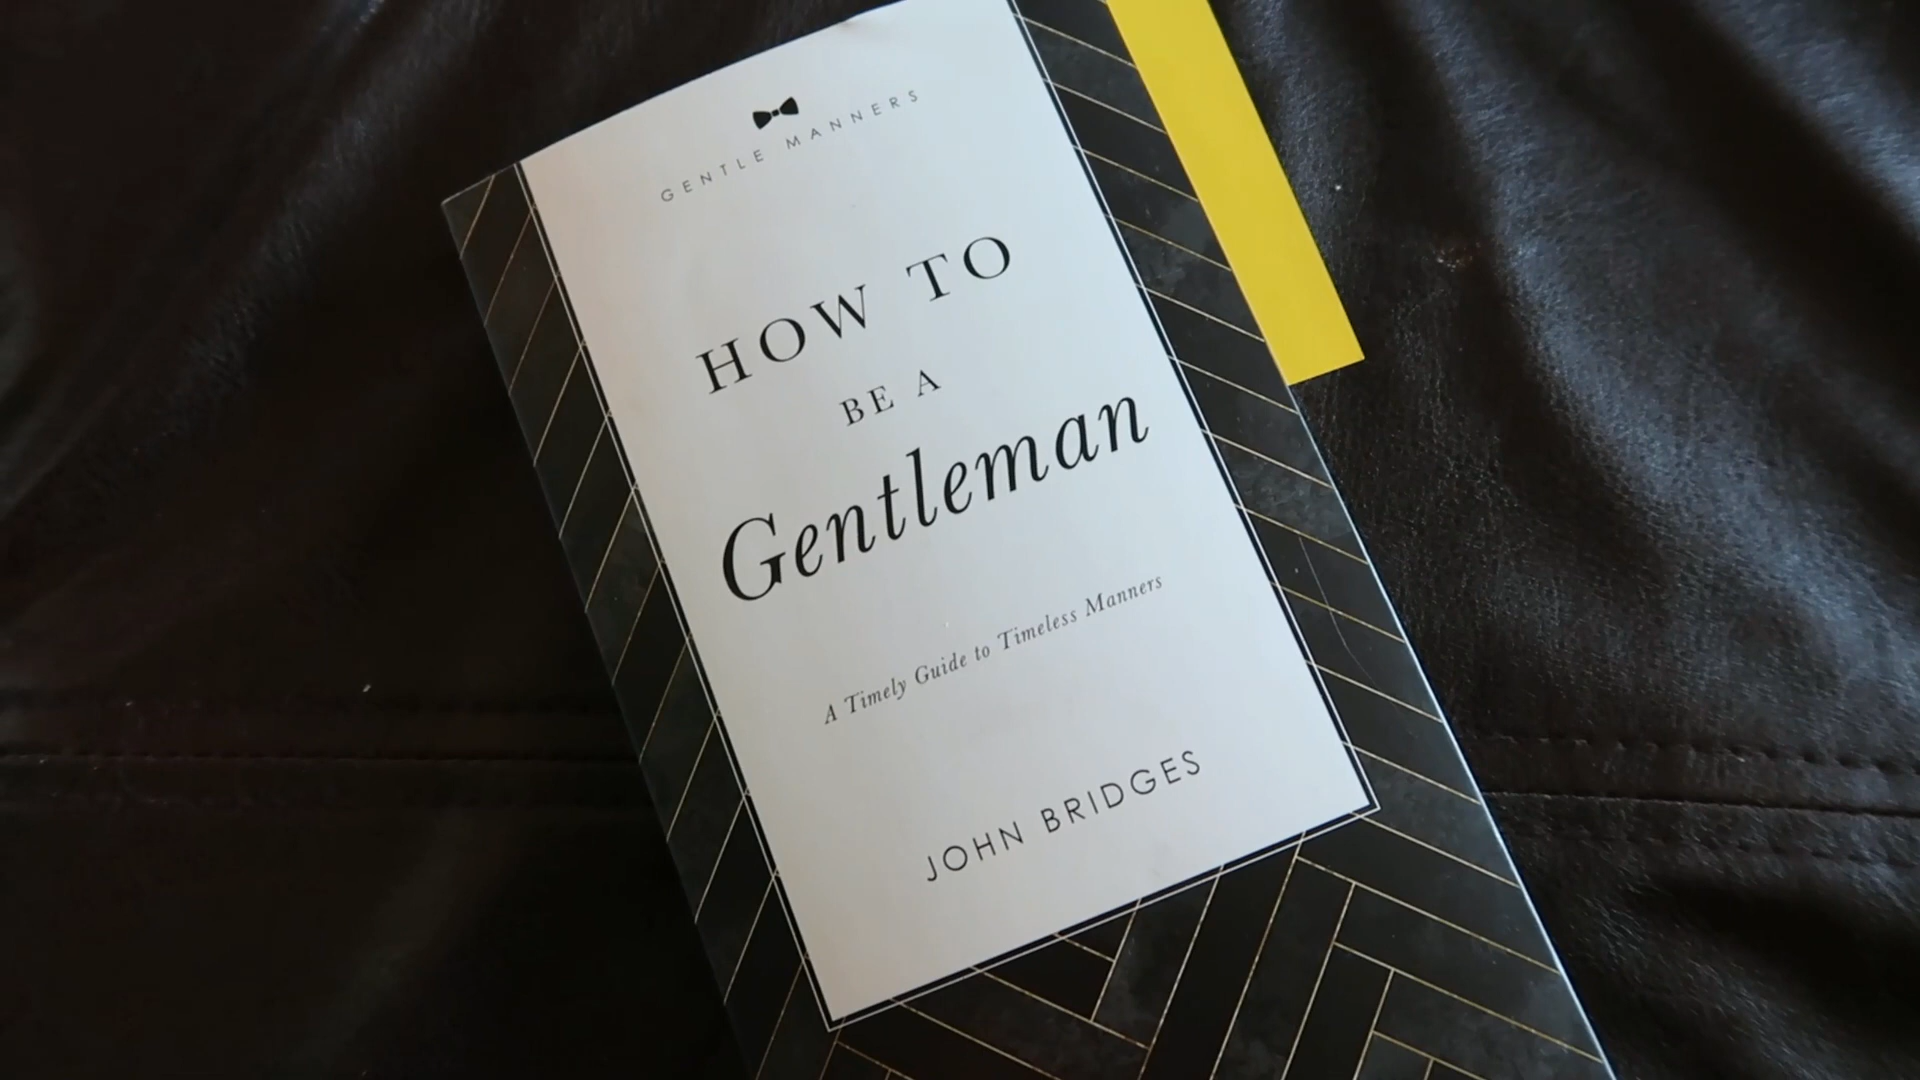 GENTLE MANNERS
HOW TO
BE A
Gentleman
A Timely Guide to Timeless Manners
JOHN BRIDGES